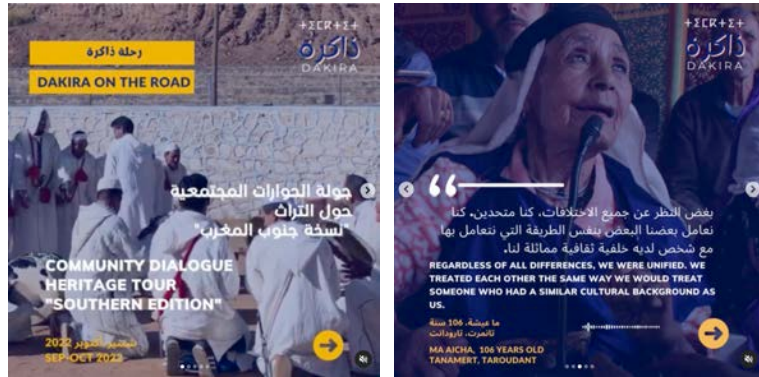 ⵜⵉⵎⴽⵜⵉⵜ
ذاكرة
DAKIRA
رحلة ذاكرة
DAKIRA ON THE ROAD
جولة الحوارات المجتمعية
حول التراث
"نسخة جنوب المغرب"
COMMUNITY DIALOGUE
HERITAGE TOUR
"SOUTHERN EDITION"
شتنبر-أكتوبر 2022
SEP-OCT 2022
ⵜⵉⵎⴽⵜⵉⵜ
ذاكرة
DAKIRA
بغض النظر عن جميع الاختلافات، كنا متحدين. كنا
نعامل بعضنا البعض بنفس الطريقة التي نتعامل بها
مع شخص لديه خلفية ثقافية مماثلة لنا.
REGARDLESS OF ALL DIFFERENCES, WE WERE UNIFIED. WE
TREATED EACH OTHER THE SAME WAY WE WOULD TREAT
SOMEONE WHO HAD A SIMILAR CULTURAL BACKGROUND AS
US.
ما عيشة، 106 سنة
تانمرت، تارودانت
MA AICHA, 106 YEARS OLD
TANAMERT, TAROUDANT